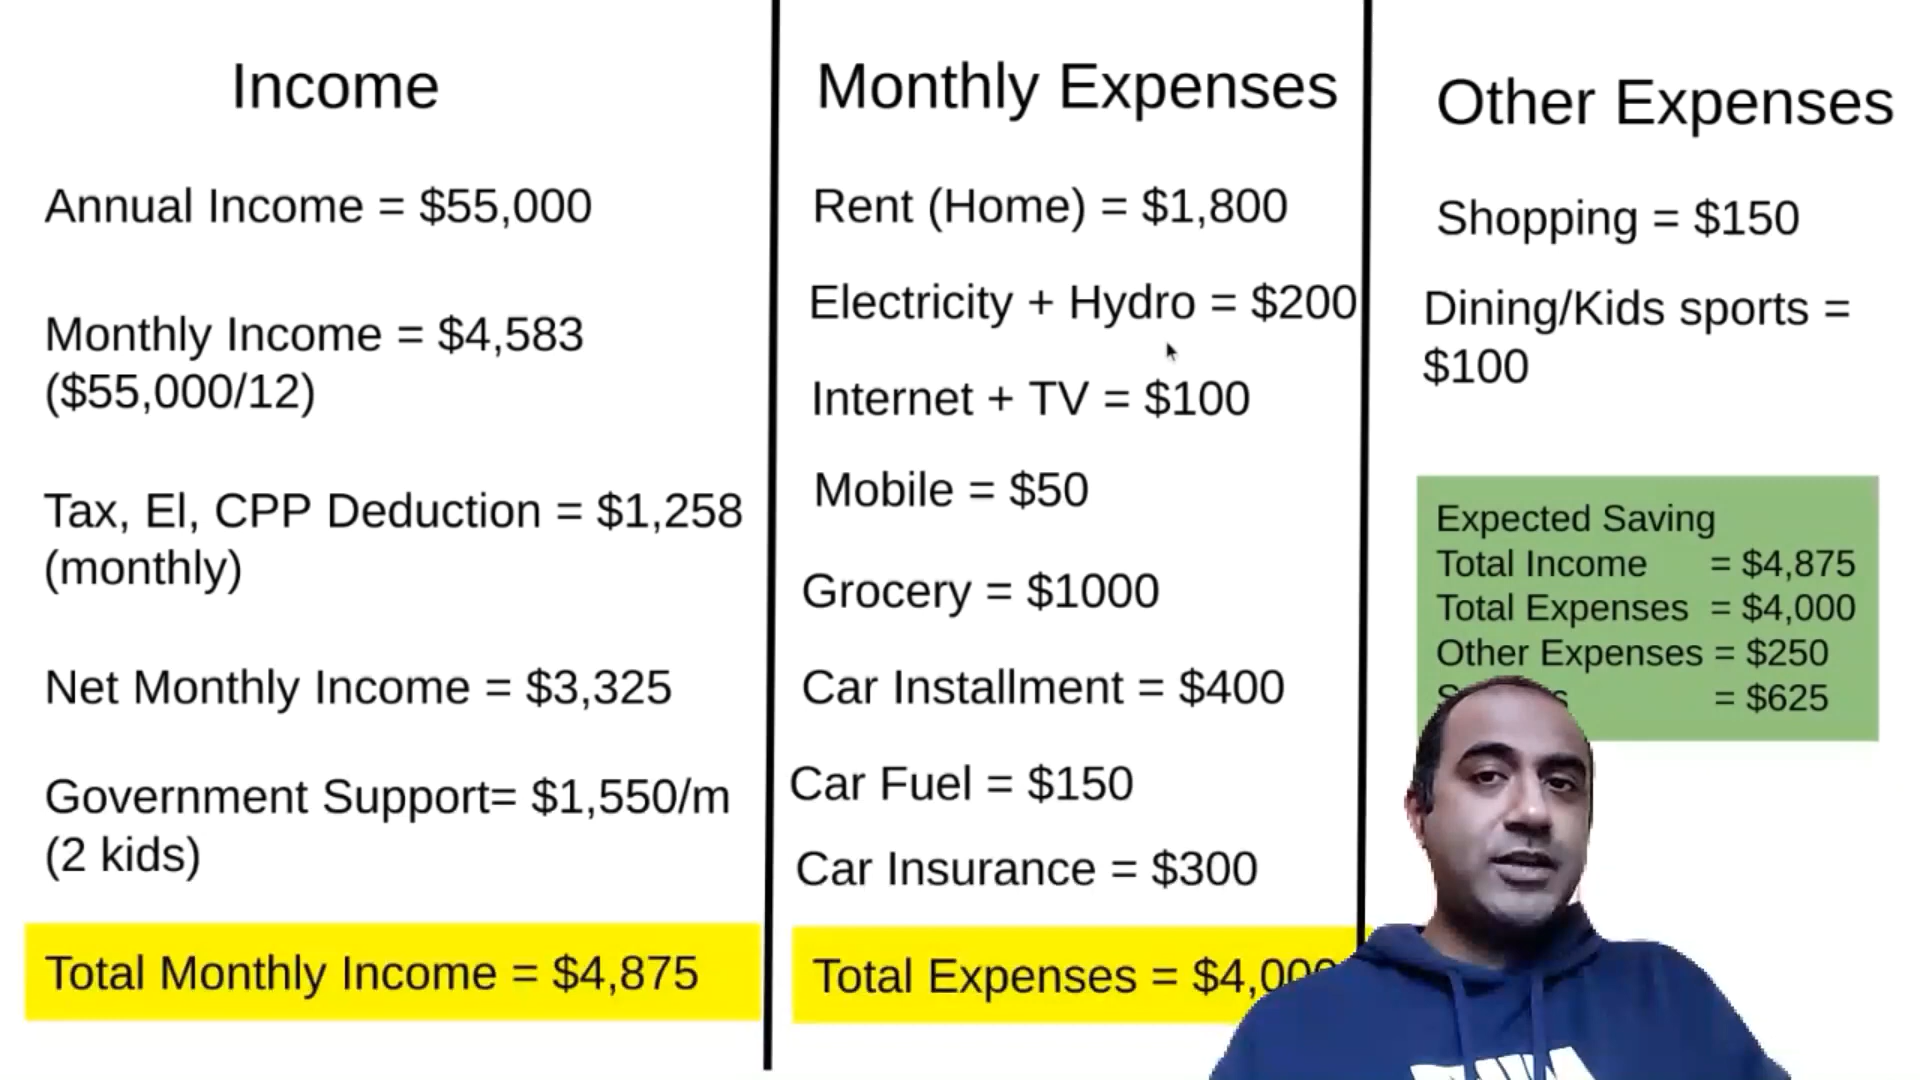 Income
Annual Income = $55,000
Monthly Income = $4,583
($55,000/12)
Tax, EI, CPP Deduction = $1,258
(monthly)
Net Monthly Income = $3,325
Government Support= $1,550/m
(2 kids)
Total Monthly Income = $4,875
Monthly Expenses
Rent (Home) = $1,800
Electricity + Hydro = $200
Internet + TV = $100
Mobile = $50
Grocery = $1000
Car Installment = $400
Car Fuel = $150
Car Insurance = $300
Total Expenses = $4,000
Other Expenses
Shopping = $150
Dining/Kids sports =
$100
Expected Saving
Total Income = $4,875
Total Expenses = $4,000
Other Expenses = $250
= $625